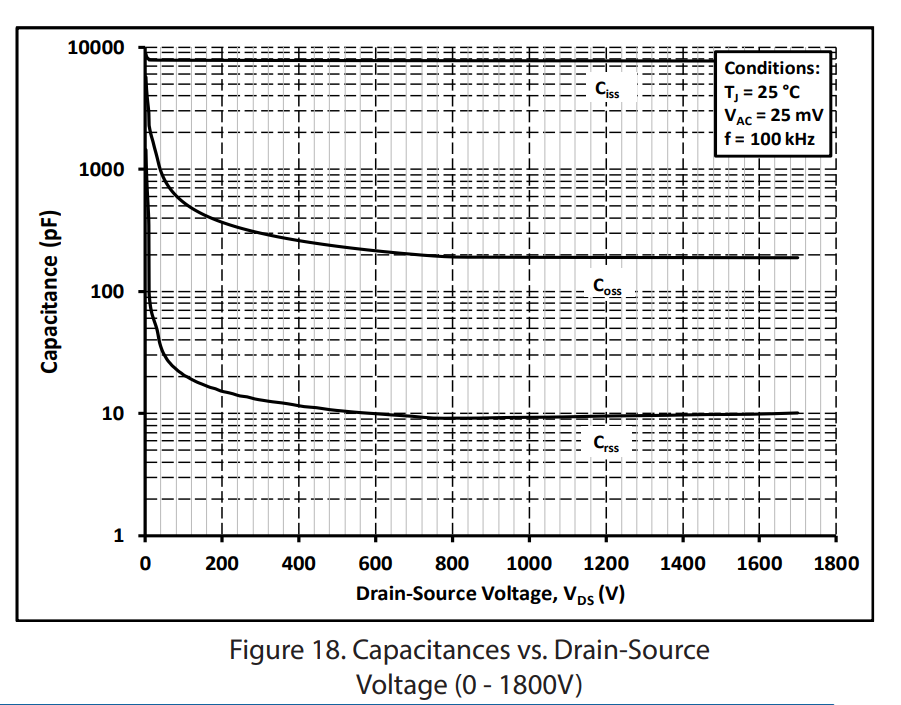 10000
1000
100
10
1
Capacitance (pF)
Ciss
Coss
Crss
Conditions:
TJ = 25 °C
VAC = 25 mV
f = 100 kHz
0 200 400 600 800 1000 1200 1400 1600 1800
Drain-Source Voltage, VDS (V)
Figure 18. Capacitances vs. Drain-Source
Voltage (0 - 1800V)